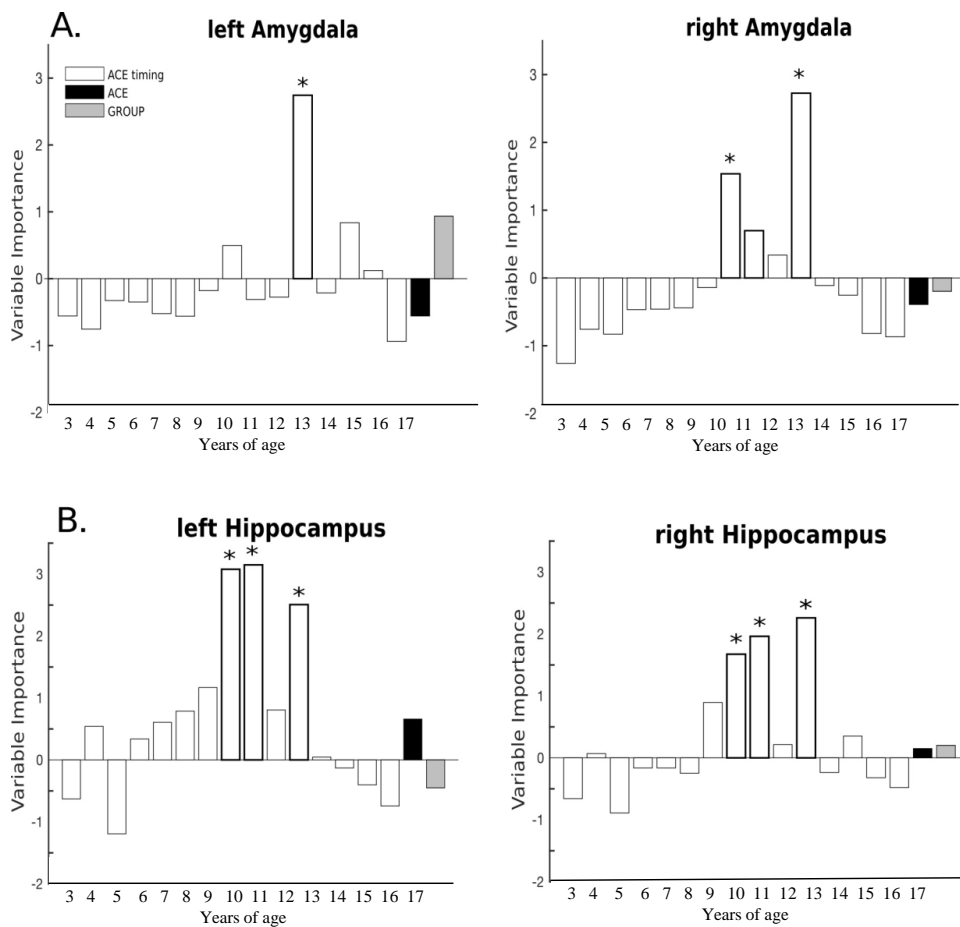 A.
left Amygdala
ACE timing
ACE
GROUP
*
Variable Importance
3
2
1
0
-1
-2
3 4 5 6 7 8 9 10 11 12 13 14 15 16 17
Years of age
right Amygdala
*
*
Variable Importance
3
2
1
0
-1
-2
3 4 5 6 7 8 9 10 11 12 13 14 15 16 17
Years of age
B.
left Hippocampus
* * *
Variable Importance
3
2
1
0
-1
-2
3 4 5 6 7 8 9 10 11 12 13 14 15 16 17
Years of age
right Hippocampus
* * *
Variable Importance
3
2
1
0
-1
-2
3 4 5 6 7 8 9 10 11 12 13 14 15 16 17
Years of age